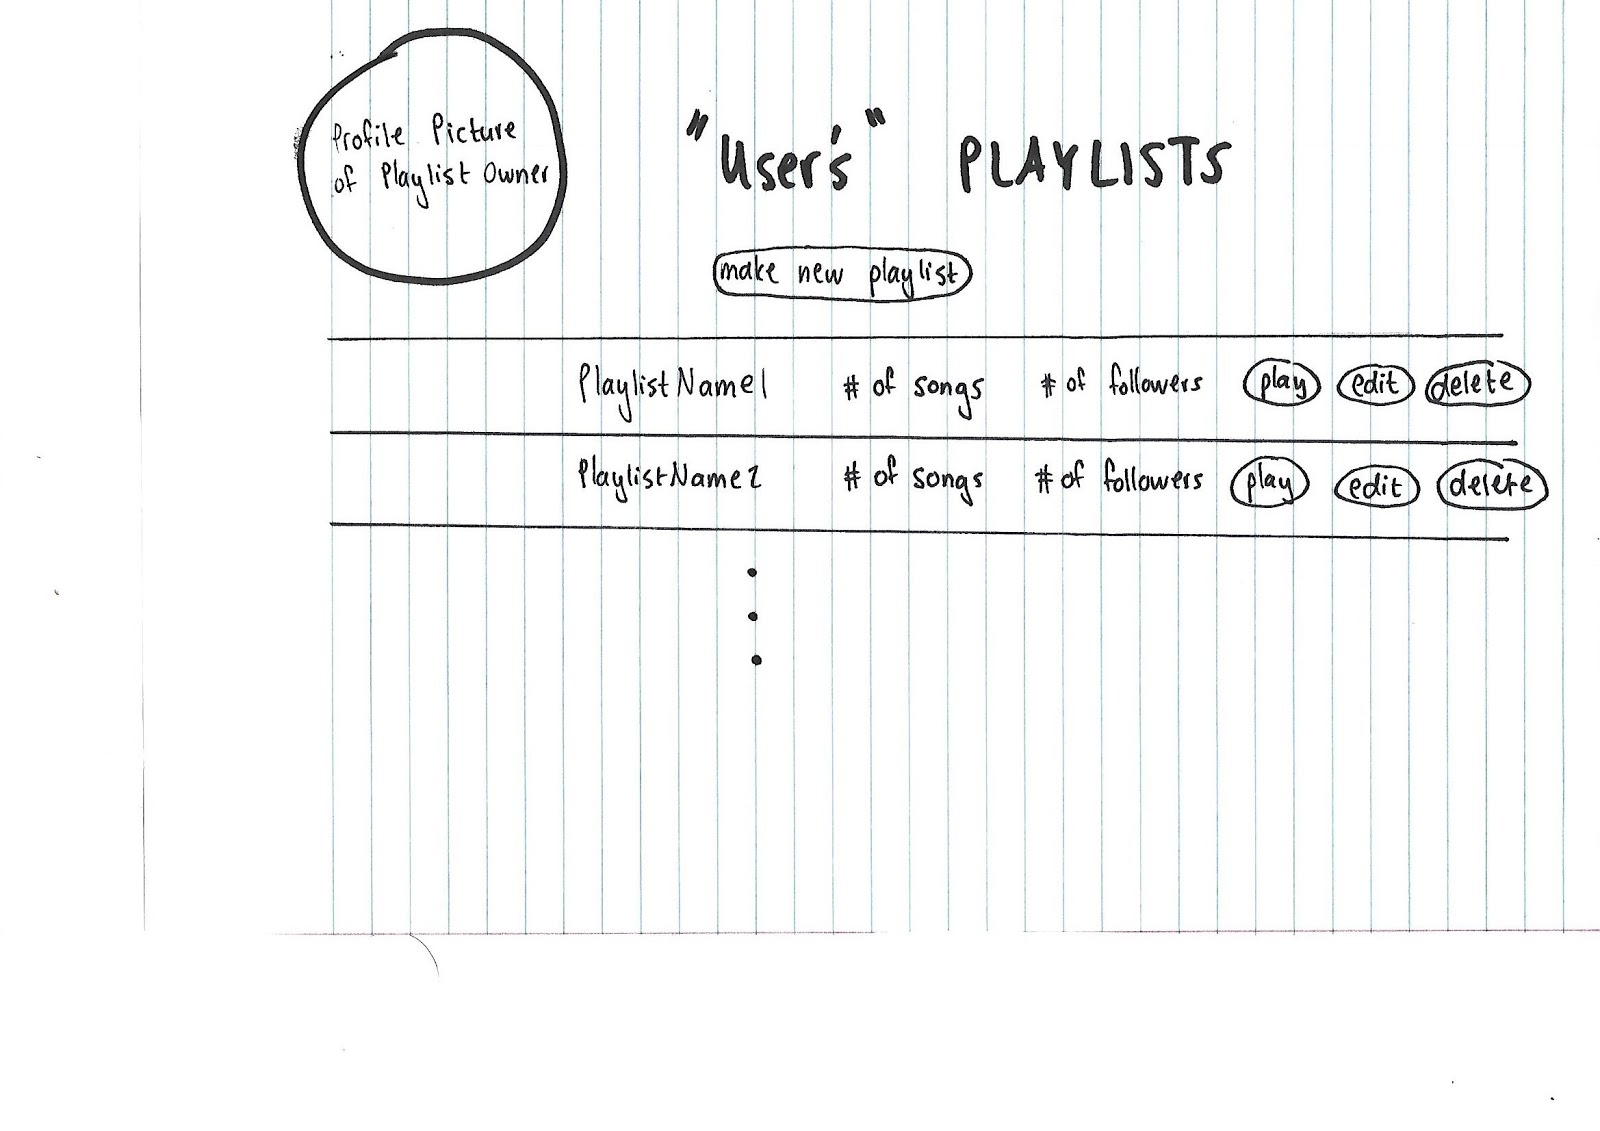 Profile Picture
of Playlist Owner
"User's" PLAYLISTS
make new playlist
PlaylistName1 # of songs # of followers play edit delete
PlaylistName2 # of songs # of followers play edit delete